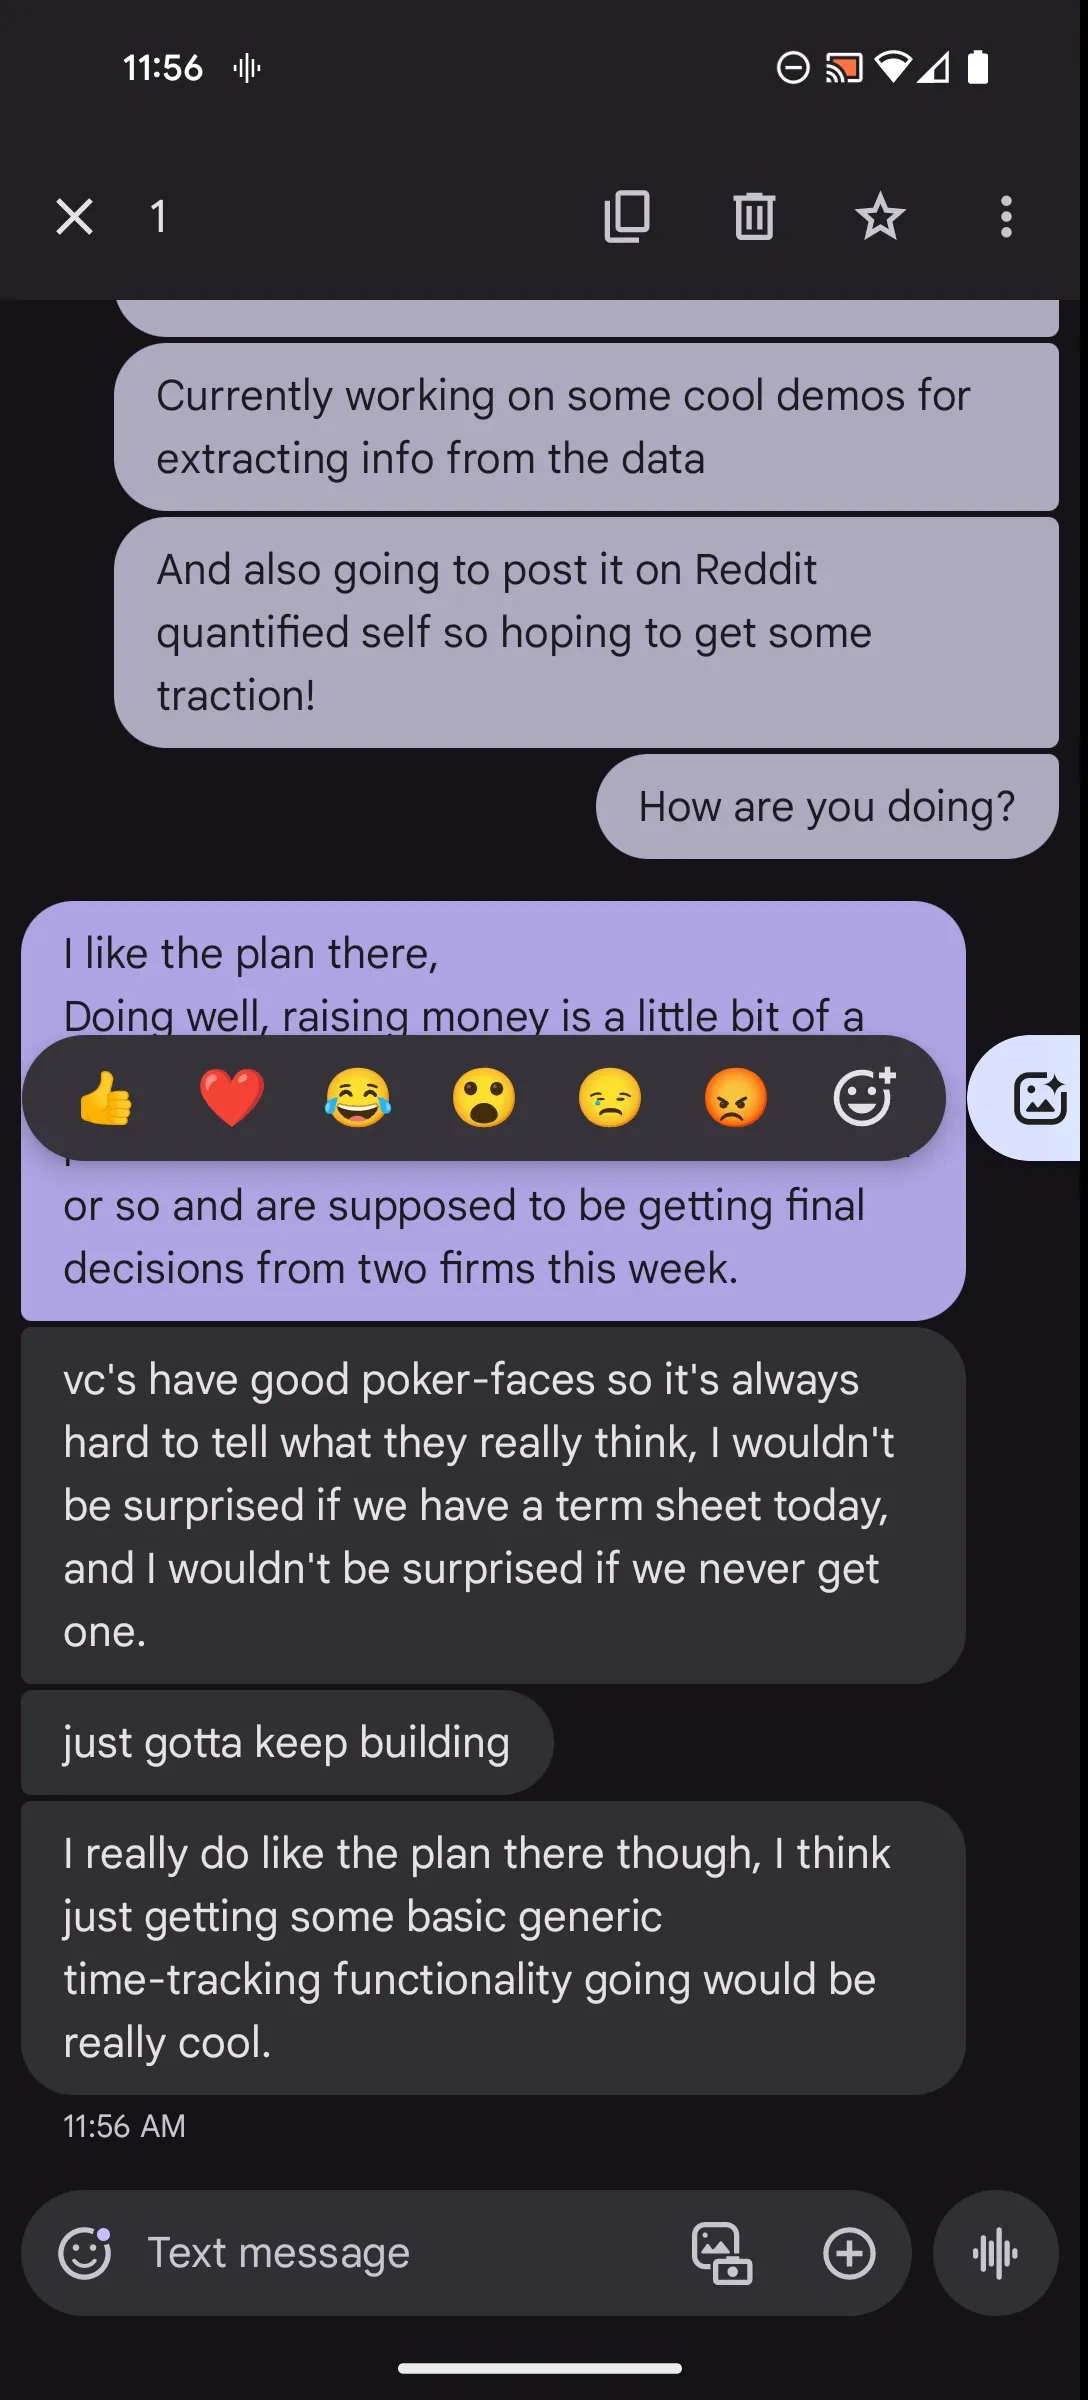 11:56
1
Currently working on some cool demos for
extracting info from the data
And also going to post it on Reddit
quantified self so hoping to get some
traction!
How are you doing?
I like the plan there,
Doing well, raising money is a little bit of a
or so and are supposed to be getting final
decisions from two firms this week.
vc's have good poker-faces so it's always
hard to tell what they really think, I wouldn't
be surprised if we have a term sheet today,
and I wouldn't be surprised if we never get
one.
just gotta keep building
I really do like the plan there though, I think
just getting some basic generic
time-tracking functionality going would be
really cool.
11:56 AM
Text message